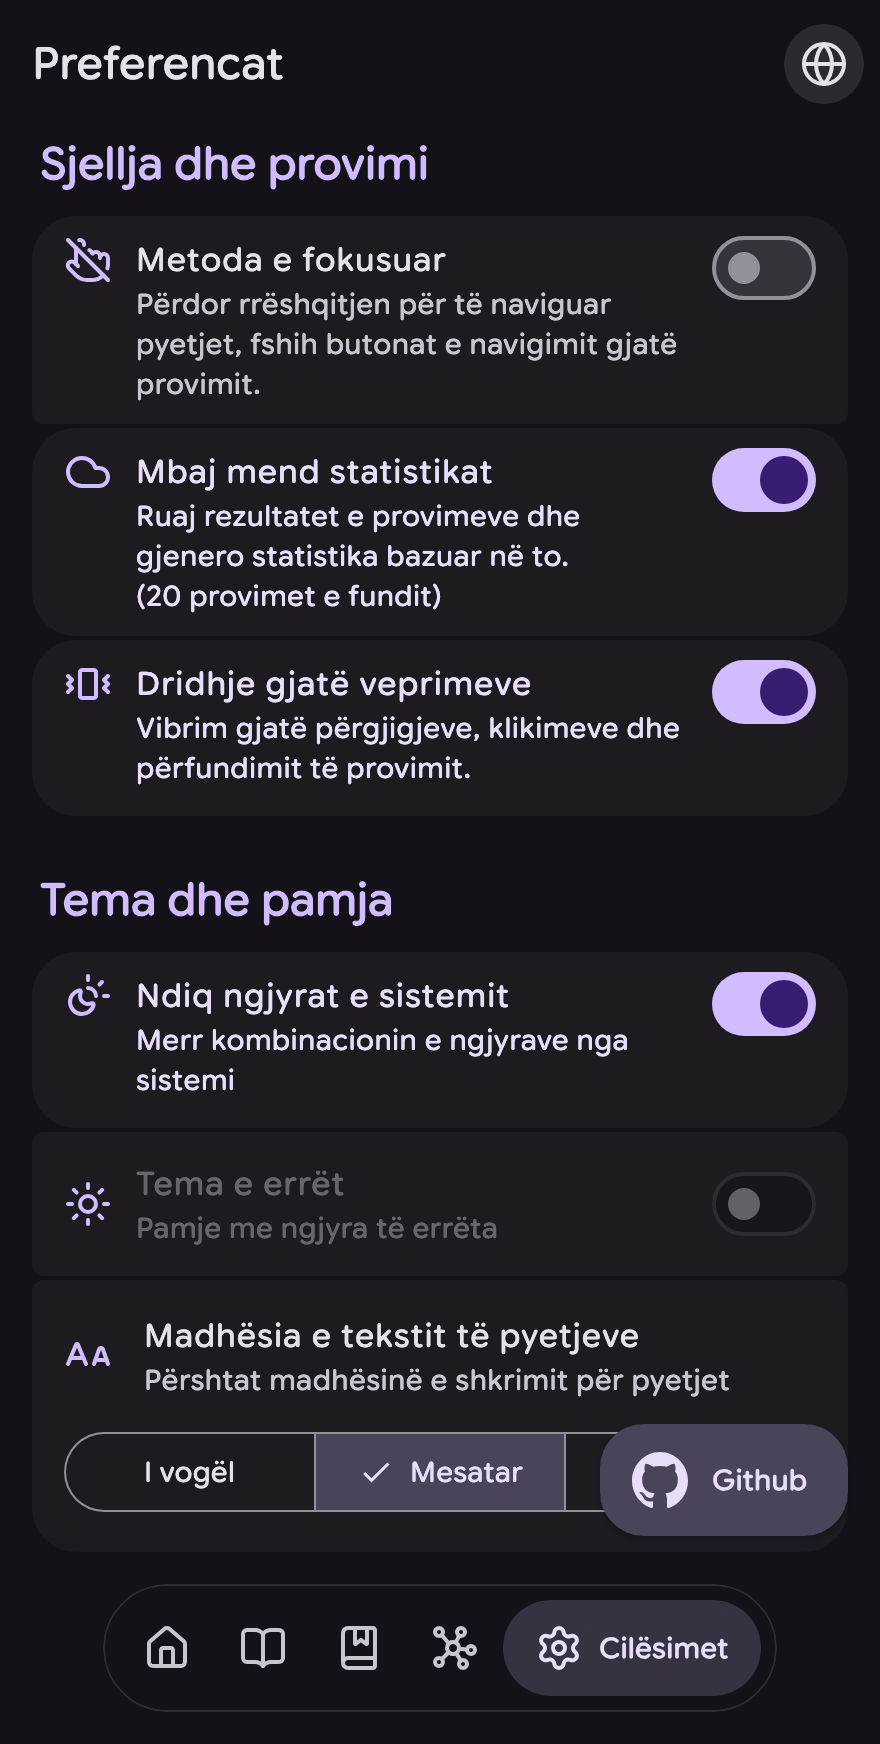 Preferencat
Sjellja dhe provimi
Metoda e fokusuar
Përdor rrëshqitjen për të naviguar
pyetjet, fshih butonat e navigimit gjatë
provimit.
Mbaj mend statistikat
Ruaj rezultatet e provimeve dhe
gjenero statistika bazuar në to.
(20 provimet e fundit)
Dridhje gjatë veprimeve
Vibrim gjatë përgjigjeve, klikimeve dhe
përfundimit të provimit.
Tema dhe pamja
Ndiq ngjyrat e sistemit
Merr kombinacionin e ngjyrave nga
sistemi
Tema e errët
Pamje me ngjyra të errëta
Madhësia e tekstit të pyetjeve
Përshtat madhësinë e shkrimit për pyetjet
I vogël
Mesatar
Github
Cilësimet